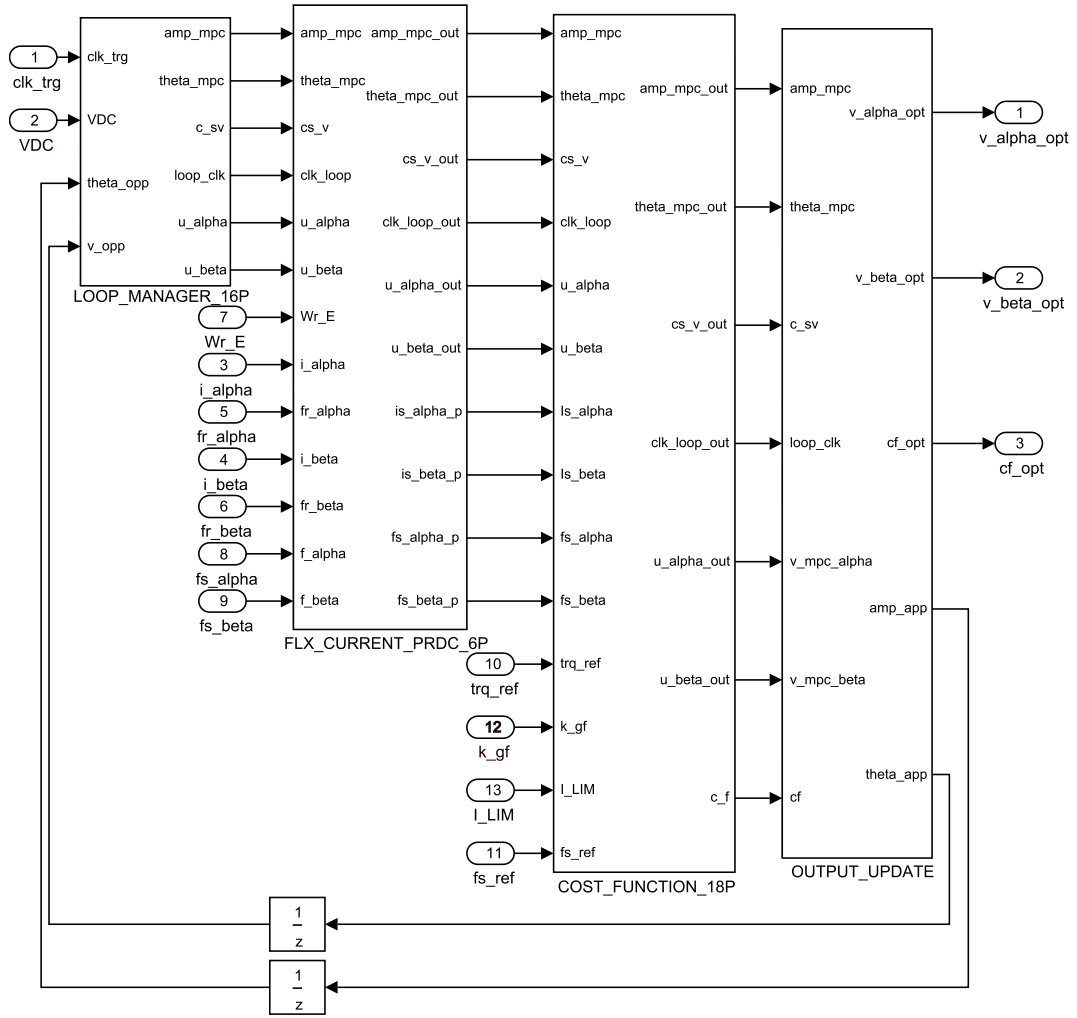 1
clk_trg
2
VDC
clk_trg
VDC
theta_opp
v_opp
amp_mpc
theta_mpc
c_sv
loop_clk
u_alpha
u_beta
LOOP_MANAGER_16P
7
Wr_E
3
i_alpha
5
fr_alpha
4
i_beta
6
fr_beta
8
fs_alpha
9
fs_beta
amp_mpc
theta_mpc
cs_v
clk_loop
u_alpha
u_beta
Wr_E
i_alpha
fr_alpha
i_beta
fr_beta
f_alpha
f_beta
amp_mpc_out
theta_mpc_out
cs_v_out
clk_loop_out
u_alpha_out
u_beta_out
is_alpha_p
is_beta_p
fs_alpha_p
fs_beta_p
FLX_CURRENT_PRDC_6P
10
trq_ref
12
k_gf
13
I_LIM
11
fs_ref
amp_mpc
theta_mpc
cs_v
clk_loop
u_alpha
u_beta
Is_alpha
Is_beta
fs_alpha
fs_beta
trq_ref
k_gf
I_LIM
fs_ref
amp_mpc_out
theta_mpc_out
cs_v_out
clk_loop_out
u_alpha_out
u_beta_out
c_f
COST_FUNCTION_18P
amp_mpc
theta_mpc
c_sv
loop_clk
v_mpc_alpha
v_mpc_beta
cf
v_alpha_opt
v_beta_opt
cf_opt
amp_app
theta_app
OUTPUT_UPDATE
1
v_alpha_opt
2
v_beta_opt
3
cf_opt
1
z
1
z